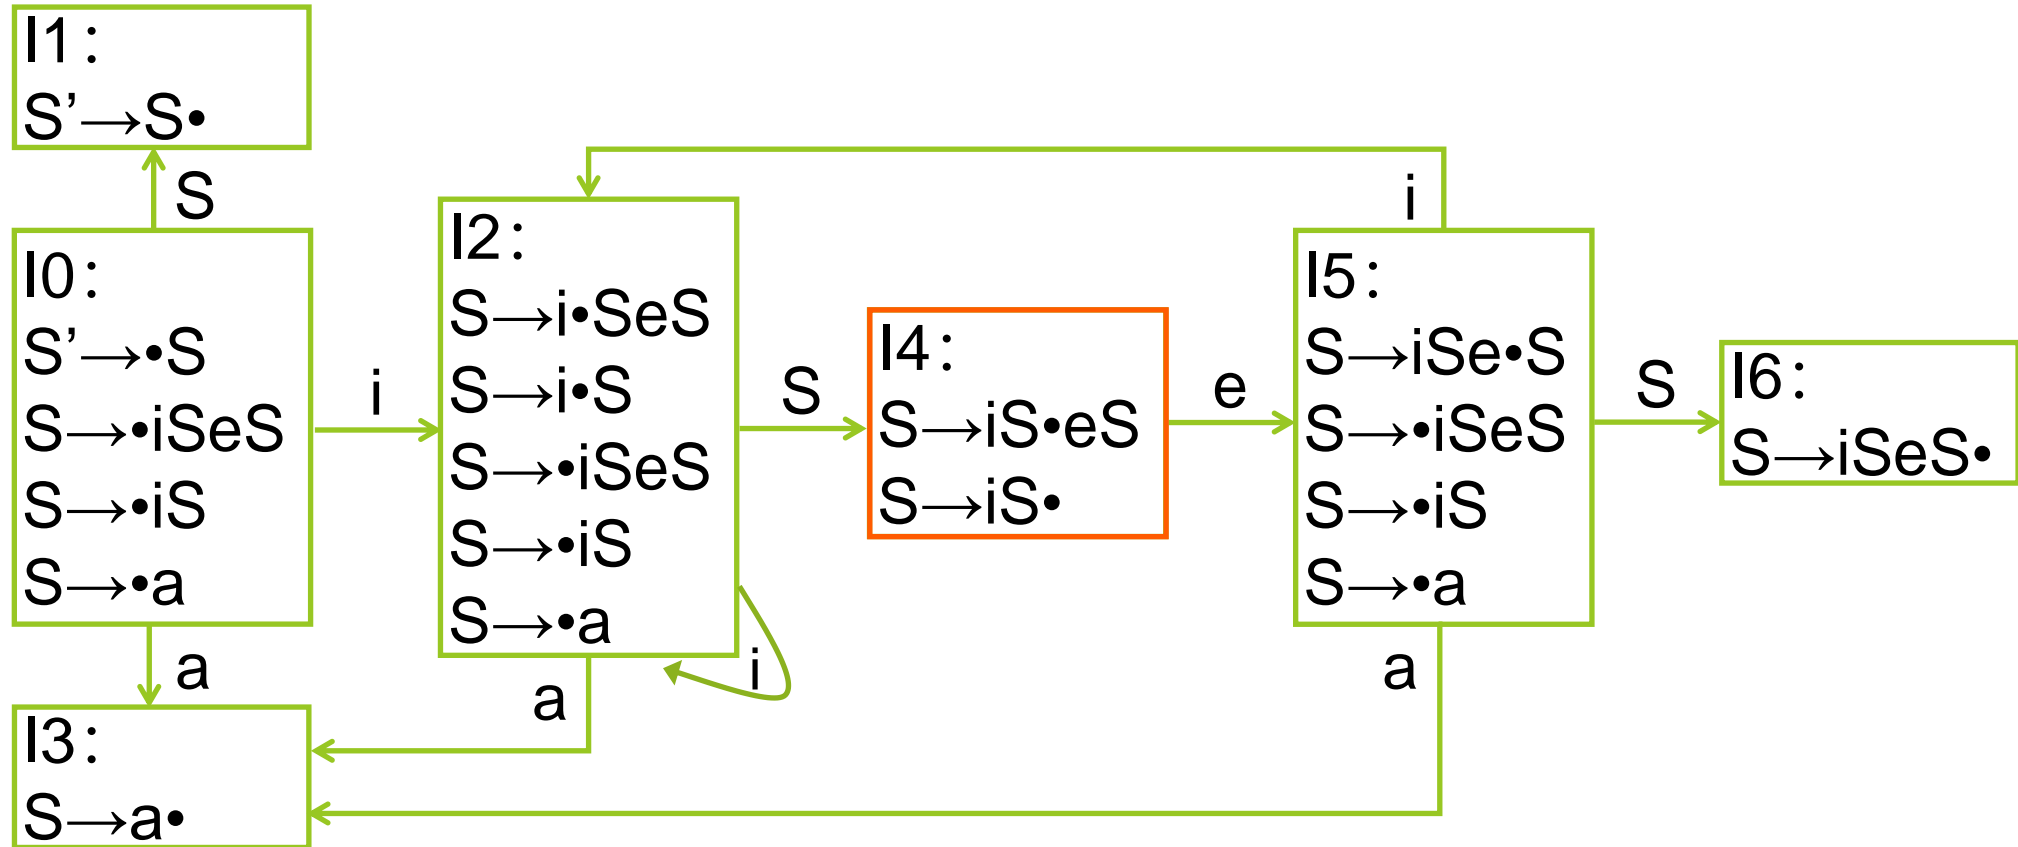 I1:
S’→S•
S
I0:
S’→•S
S→•iSeS
S→•iS
S→•a
i
a
I3:
S→a•
I2:
S→i•SeS
S→i•S
S→•iSeS
S→•iS
S→•a
i
a
S
I4:
S→iS•eS
S→iS•
e
i
I5:
S→iSe•S
S→•iSeS
S→•iS
S→•a
a
S
I6:
S→iSeS•